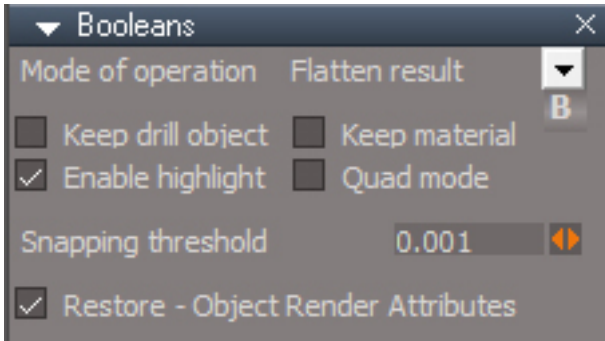 Booleans
Mode of operation Flatten result
B
Keep drill object Keep material
Enable highlight Quad mode
Snapping threshold 0.001
Restore - Object Render Attributes